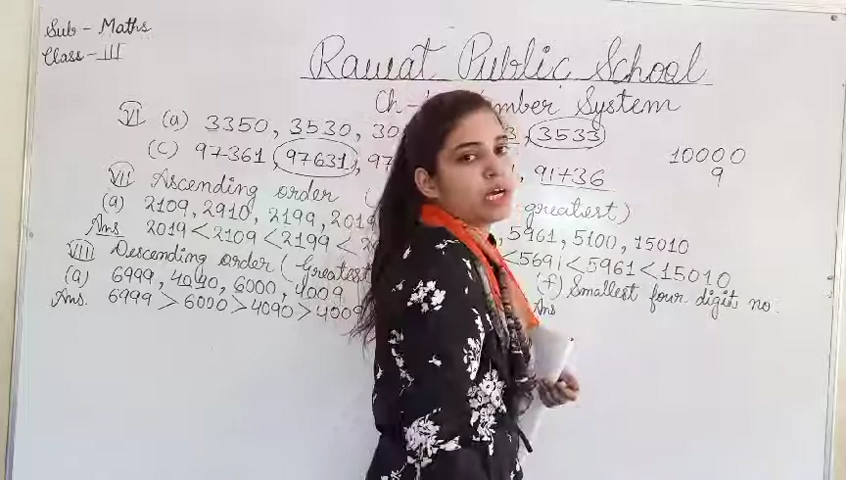 Sub - Maths
Class - III
Rawat Public School
Ch- Number System
VI (a) 3350, 3530, 3533
10000
9
(C) 97361, 97631, 97 91736
VII Ascending order ( greatest)
(a) 2109, 2910, 2199, 2019 5961, 5100, 15010
Ans 2019 < 2109 < 2199 < 2 <5691 < 5961 < 15010
VIII Descending order ( Greatest
(a) 6999, 4090, 6000, 4009
(f) Smallest four digit no.
Ans. 6999 > 6000 > 4090 > 4009
Ans